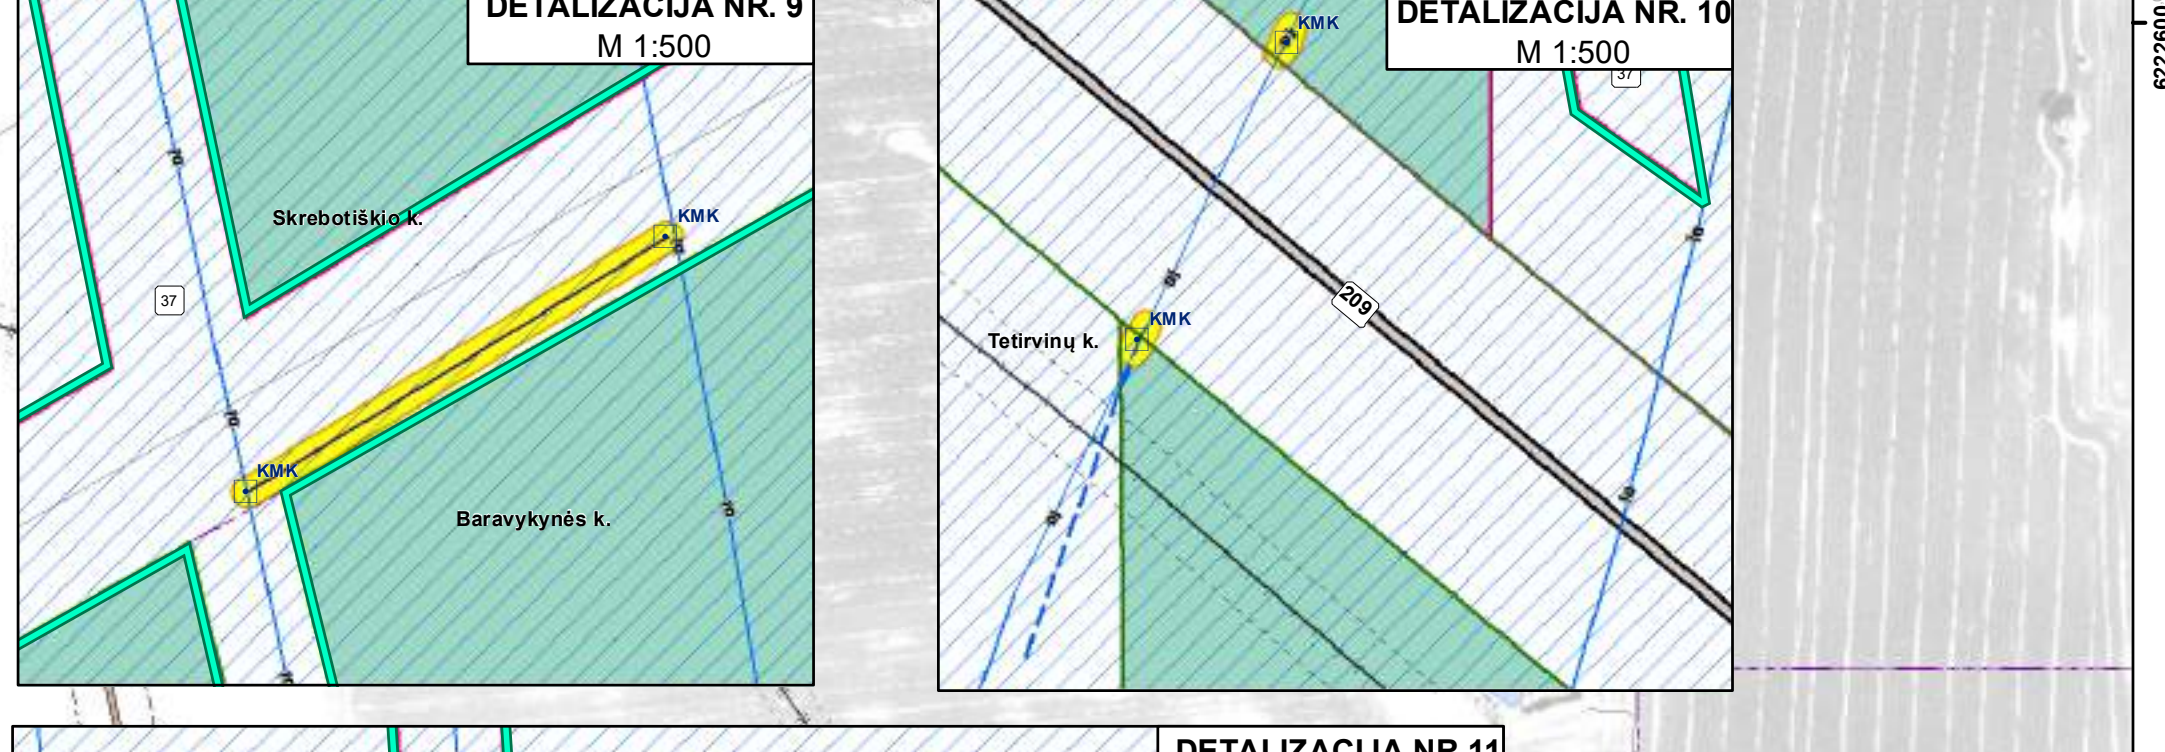 DETALIZACIJA NR. 9
M 1:500
Skrebotiškio k.
KMK
37
KMK
Baravykynės k.
DETALIZACIJA NR. 10
M 1:500
KMK
37
209
KMK
Tetirvinų k.
DETALIZACIJA NR.11
622600